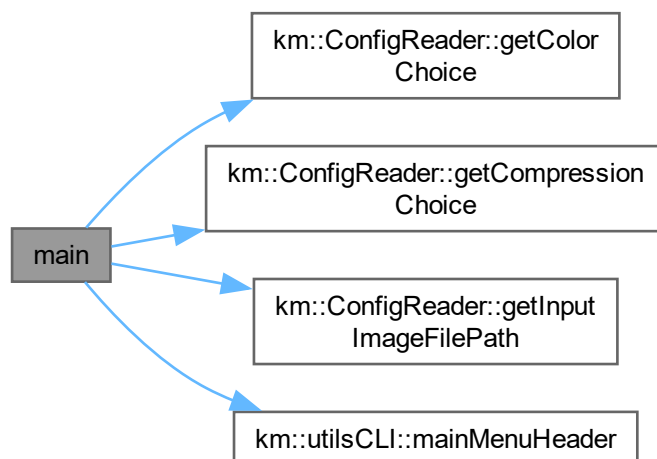 km::ConfigReader::getColor
Choice
km::ConfigReader::getCompression
Choice
main
km::ConfigReader::getInput
ImageFilePath
km::utilsCLI::mainMenuHeader